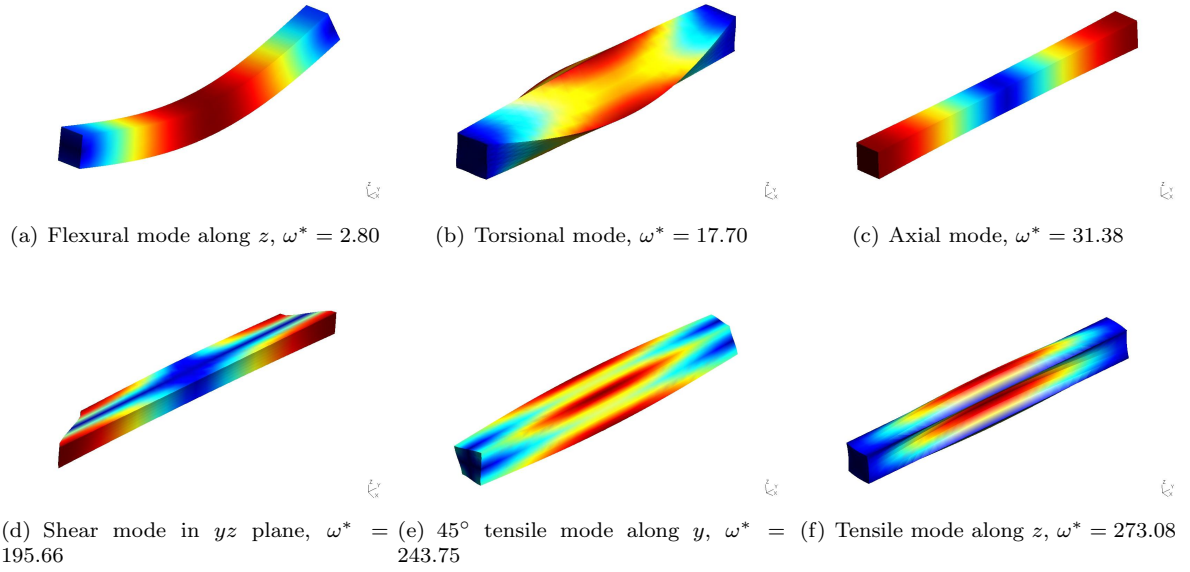 (a) Flexural mode along z, ω* = 2.80
(b) Torsional mode, ω* = 17.70
(c) Axial mode, ω* = 31.38
(d) Shear mode in yz plane, ω* =
195.66
(e) 45° tensile mode along y, ω* =
243.75
(f) Tensile mode along z, ω* = 273.08